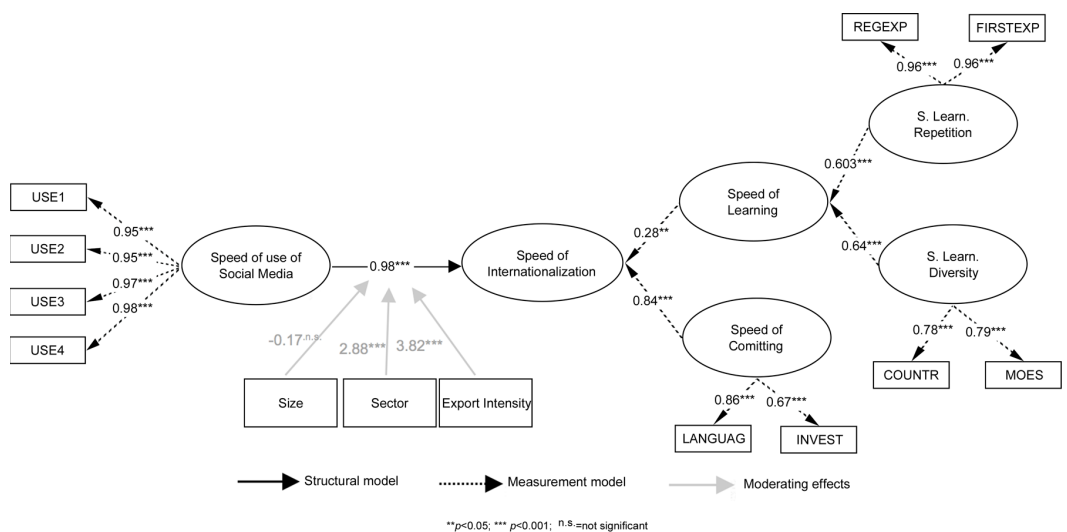 REGEXP
FIRSTEXP
0.96***
0.96***
S. Learn.
Repetition
0.603***
Speed of
Learning
USE1
USE2
USE3
USE4
0.95***
0.95***
0.97***
0.98***
Speed of use of
Social Media
0.98***
Speed of
Internationalization
0.28**
0.84***
0.64***
S. Learn.
Diversity
0.78***
0.79***
COUNTR
MOES
Speed of
Comitting
0.86***
0.67***
LANGUAG
INVEST
-0.17n.s.
2.88***
3.82***
Size
Sector
Export Intensity
Structural model
Measurement model
Moderating effects
**p<0.05; *** p<0.001; n.s.=not significant